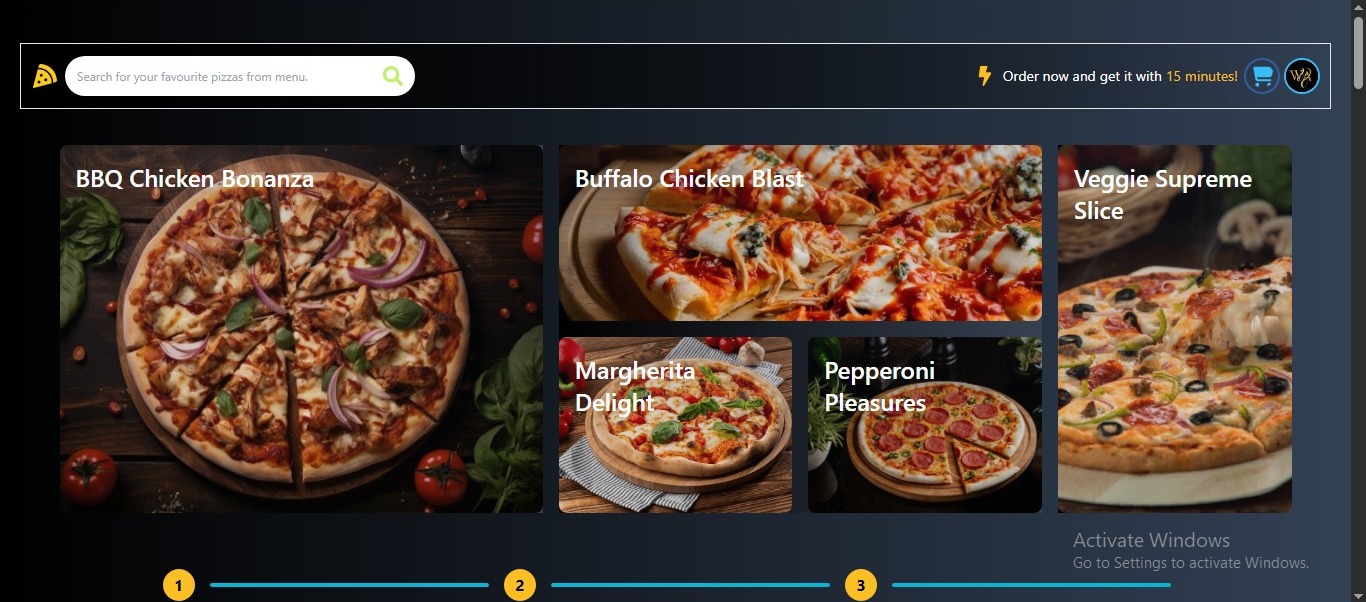 Search for your favourite pizzas from menu.
Order now and get it with 15 minutes!
WA
BBQ Chicken Bonanza
Buffalo Chicken Blast
Veggie Supreme
Slice
Margherita
Delight
Pepperoni
Pleasures
Activate Windows
Go to Settings to activate Windows.
1
2
3